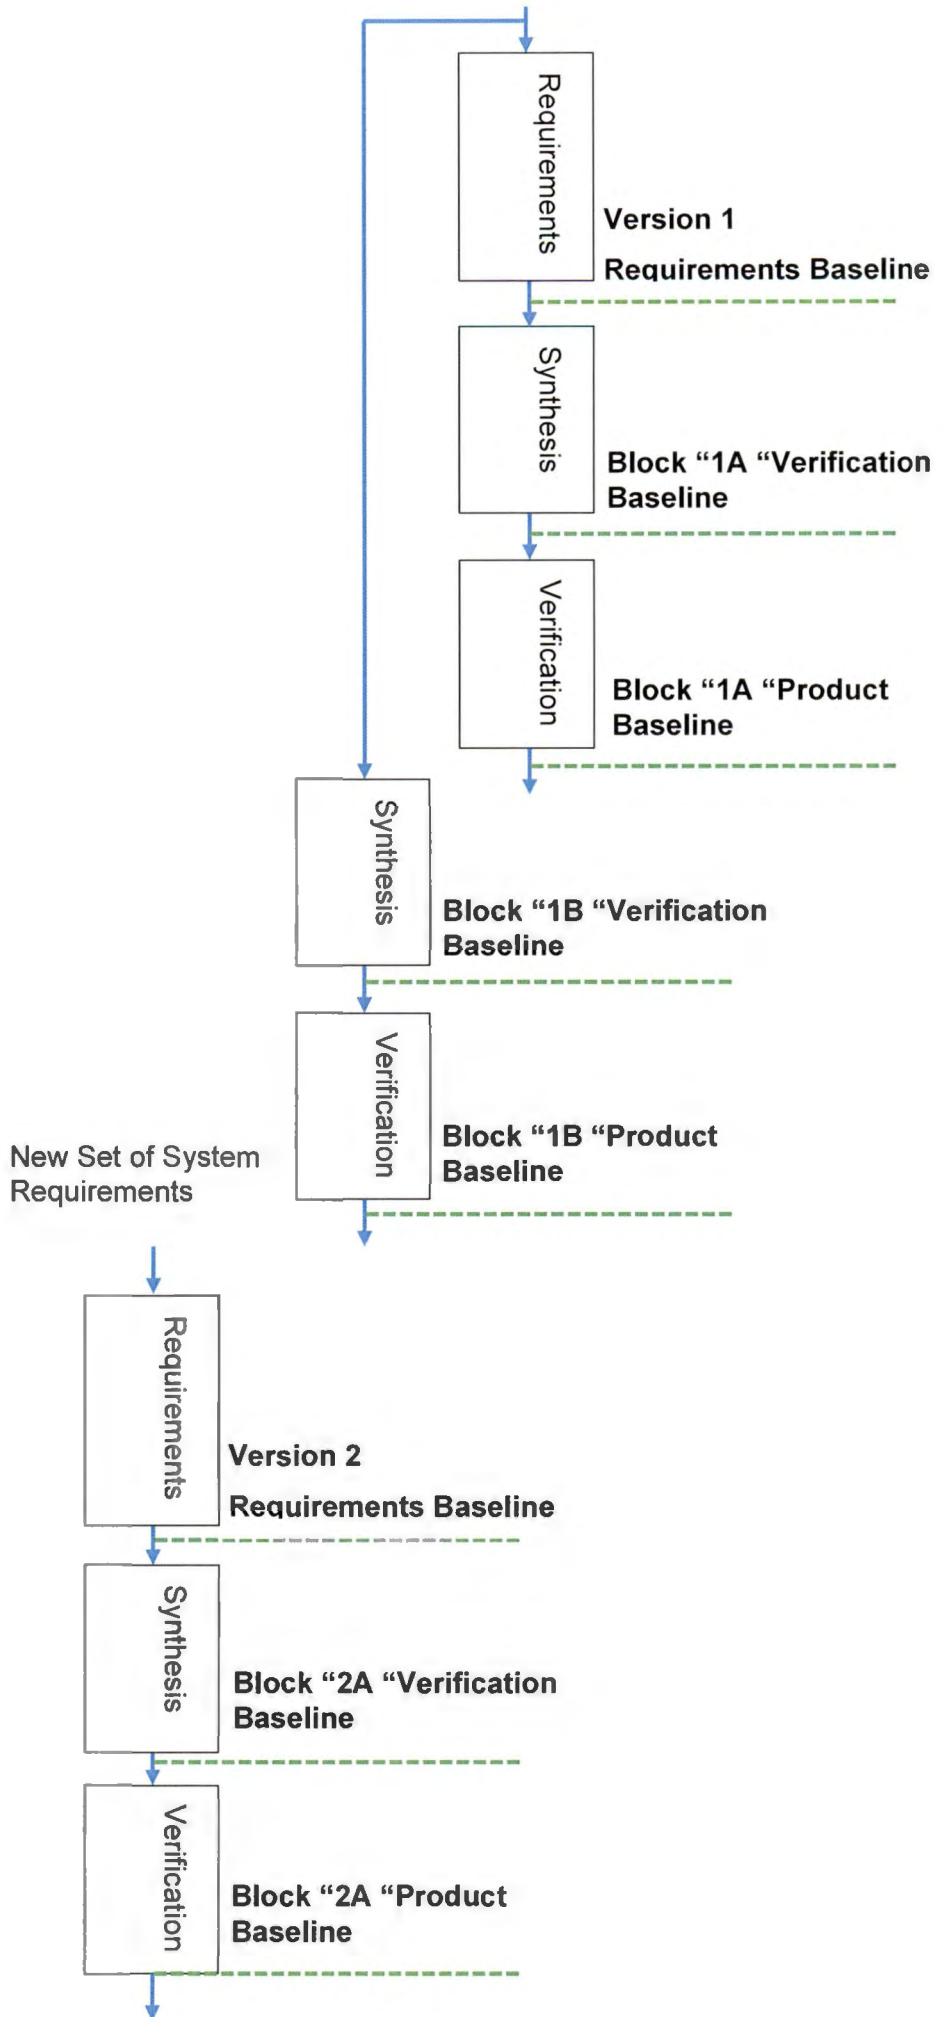 Requirements
Version 1
Requirements Baseline
Synthesis
Block “1A “Verification
Baseline
Verification
Block “1A “Product
Baseline
Synthesis
Block “1B “Verification
Baseline
Verification
Block “1B “Product
Baseline
New Set of System
Requirements
Requirements
Version 2
Requirements Baseline
Synthesis
Block “2A “Verification
Baseline
Verification
Block “2A “Product
Baseline